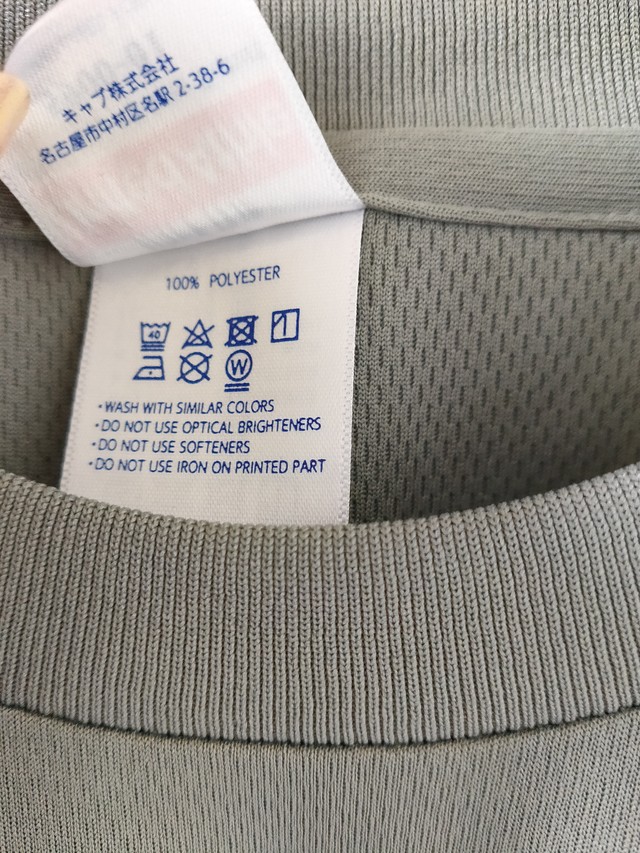 キャブ株式会社
名古屋市中村区名駅 2-38-6
100% POLYESTER
40
W
・WASH WITH SIMILAR COLORS
・DO NOT USE OPTICAL BRIGHTENERS
・DO NOT USE SOFTENERS
・DO NOT USE IRON ON PRINTED PART